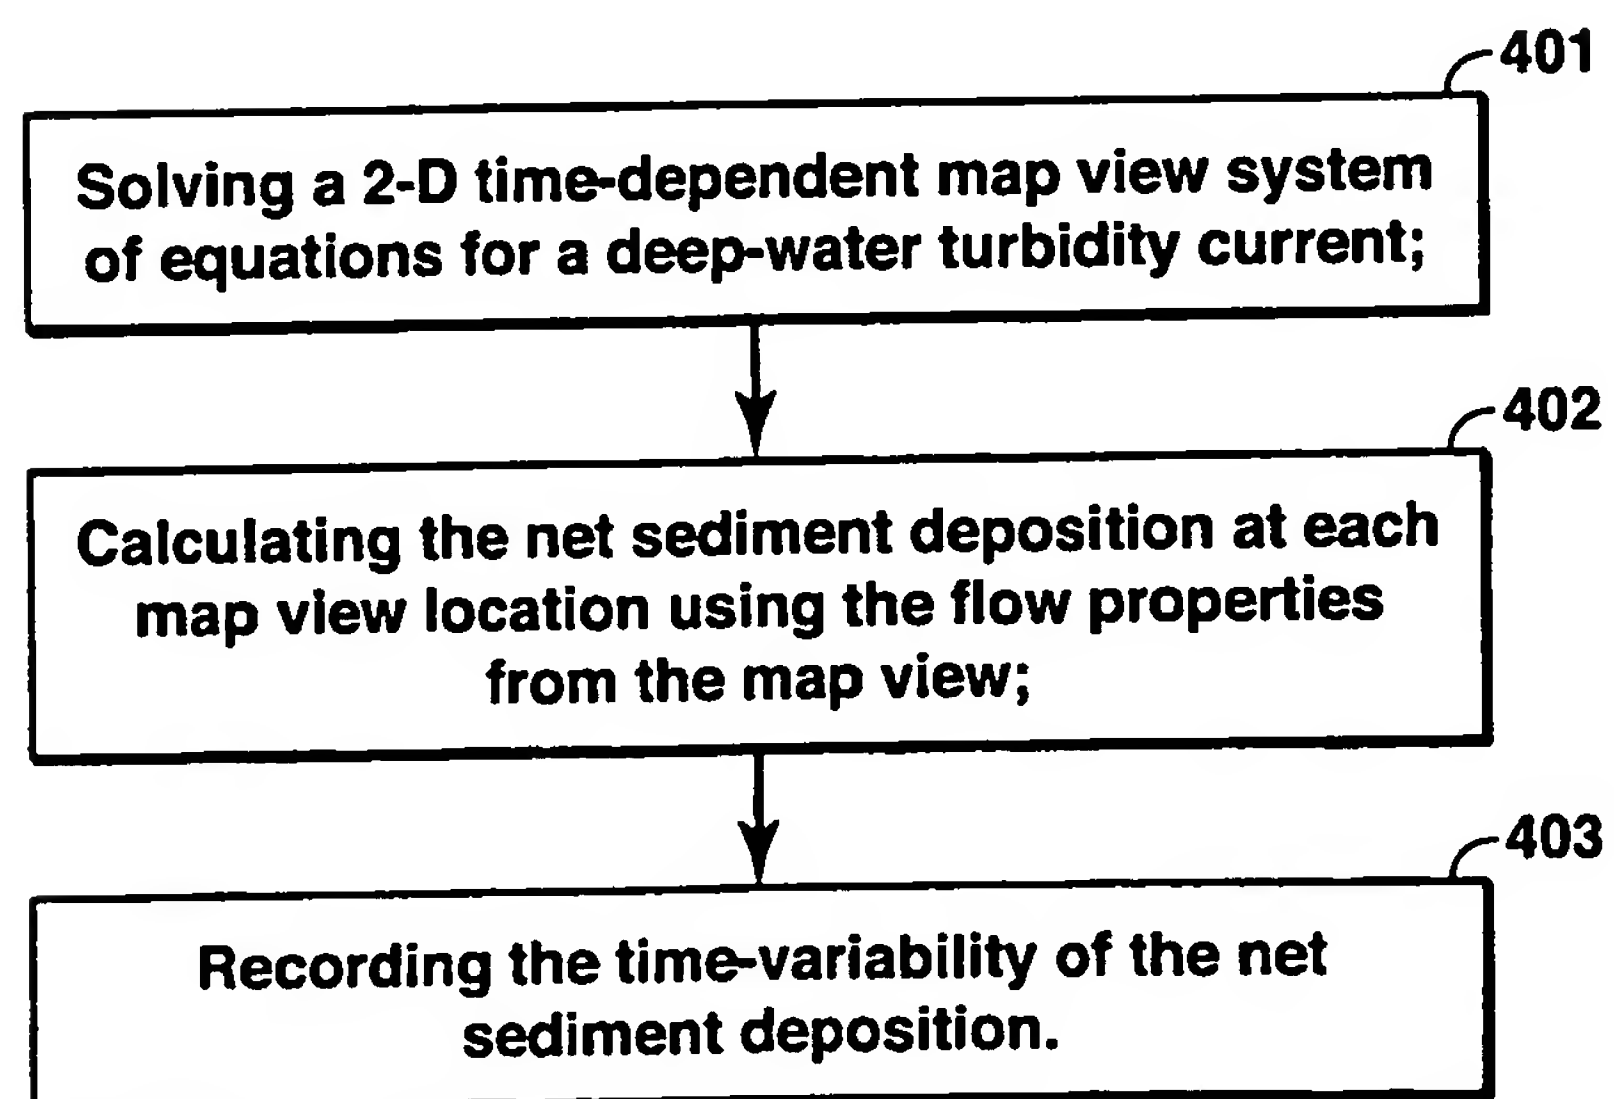 401
Solving a 2-D time-dependent map view system
of equations for a deep-water turbidity current;
402
Calculating the net sediment deposition at each
map view location using the flow properties
from the map view;
403
Recording the time-variability of the net
sediment deposition.